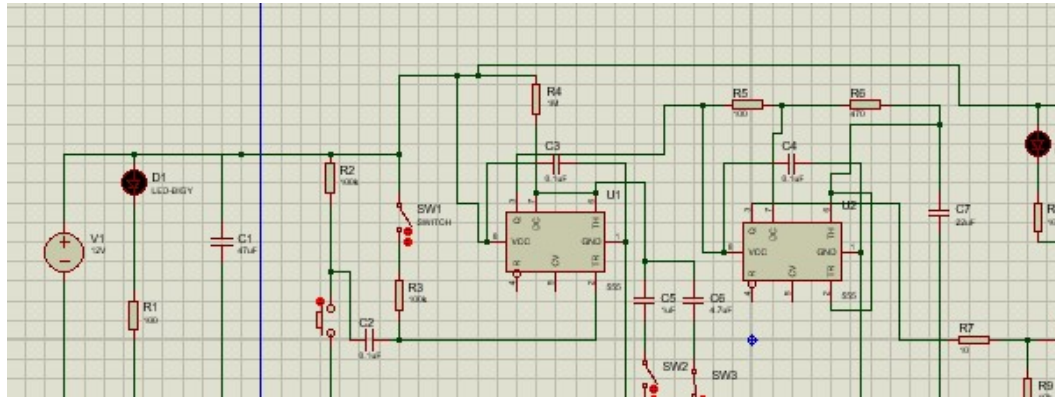 R4
1M
R5
100
R6
470
C3
0.1uF
C4
0.1uF
D1
LED-BIGY
R2
100k
SW1
SWITCH
U1
U2
C7
22uF
V1
12V
C1
47uF
Q
DC
TH
VCC
GND
R
CV
TR
555
Q
DC
TH
VCC
GND
R
CV
TR
555
R1
100
R3
100k
C2
0.1uF
C5
1uF
C6
4.7uF
SW2
SW3
R7
10
R9